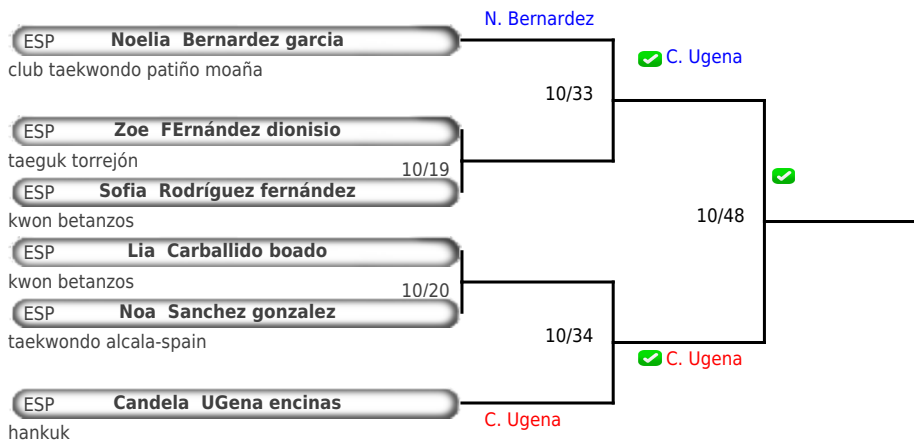 N. Bernardez
ESP Noelia Bernardez garcia
club taekwondo patiño moaña
C. Ugena
10/33
ESP Zoe FErnández dionisio
taeguk torrejón
10/19
ESP Sofia Rodríguez fernández
kwon betanzos
10/48
ESP Lia Carballido boado
kwon betanzos
10/20
ESP Noa Sanchez gonzalez
taekwondo alcala-spain
10/34
C. Ugena
ESP Candela UGena encinas
C. Ugena
hankuk